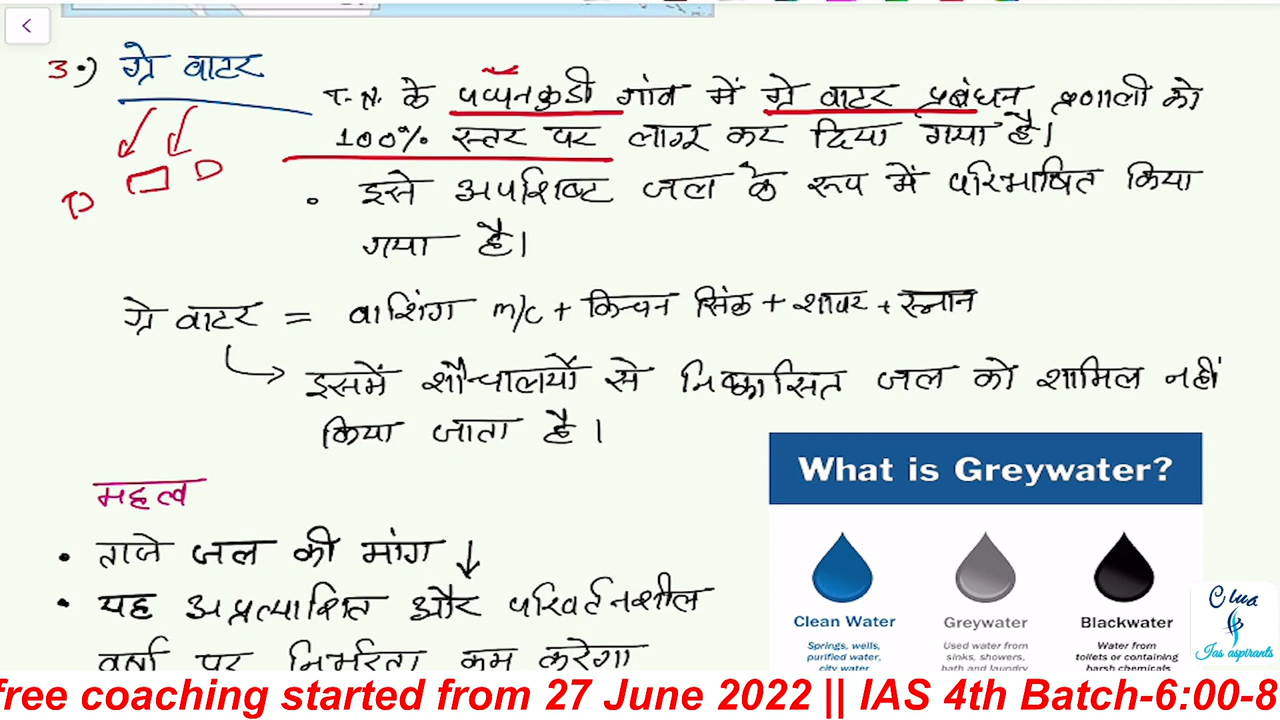 3.) ग्रे वाटर
T.N. के पप्पनकुडी गांव में ग्रे वाटर प्रबंधन प्रणाली को
100% स्तर पर लागू कर दिया गया है।
• इसे अपशिष्ट जल के रूप में परिभाषित किया
गया है।
ग्रे वाटर = वाशिंग m/c + किचन सिंक + शावर + स्नान
इसमें शौचालयों से निष्कासित जल को शामिल नहीं
किया जाता है।
महत्व
• ताजे जल की मांग ↓
• यह अप्रत्याशित और परिवर्तनशील
वर्षा पर निर्भरता कम करेगा
What is Greywater?
Clean Water
Springs, wells,
purified water,
city water
Greywater
Used water from
sinks, showers,
bath and laundry
Blackwater
Water from
toilets or containing
harsh chemicals
Ias aspirants
free coaching started from 27 June 2022 || IAS 4th Batch-6:00-8